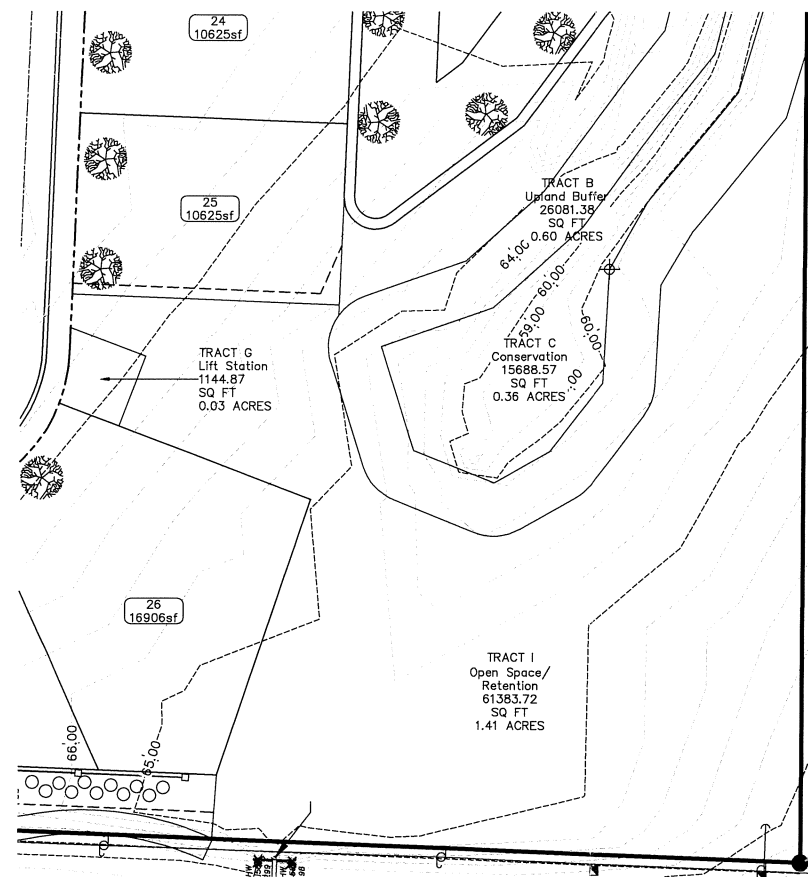 24
10625sf
25
10625sf
TRACT B
Upland Buffer
26081.38
SQ FT
0.60 ACRES
64.00
60.00
59.00
60.00
TRACT C
Conservation
15688.57
SQ FT
0.36 ACRES
.00
TRACT G
Lift Station
1144.87
SQ FT
0.03 ACRES
26
16906sf
TRACT I
Open Space/
Retention
61383.72
SQ FT
1.41 ACRES
66.00
65.00